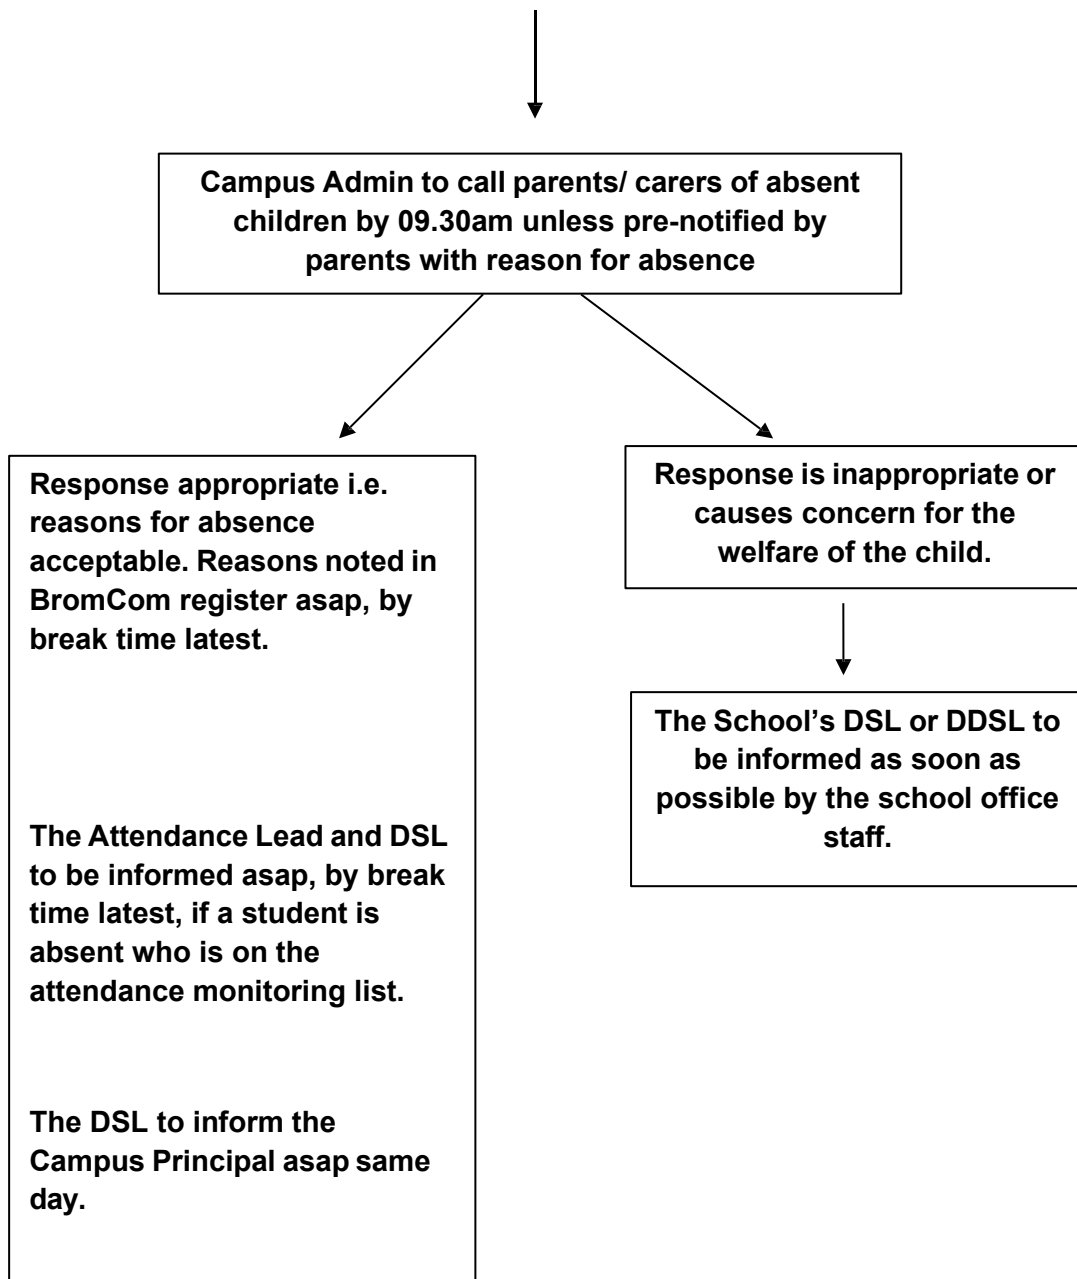 Campus Admin to call parents/ carers of absent
children by 09.30am unless pre-notified by
parents with reason for absence
Response appropriate i.e.
reasons for absence
acceptable. Reasons noted in
BromCom register asap, by
break time latest.
The Attendance Lead and DSL
to be informed asap, by break
time latest, if a student is
absent who is on the
attendance monitoring list.
The DSL to inform the
Campus Principal asap same
day.
Response is inappropriate or
causes concern for the
welfare of the child.
The School’s DSL or DDSL to
be informed as soon as
possible by the school office
staff.